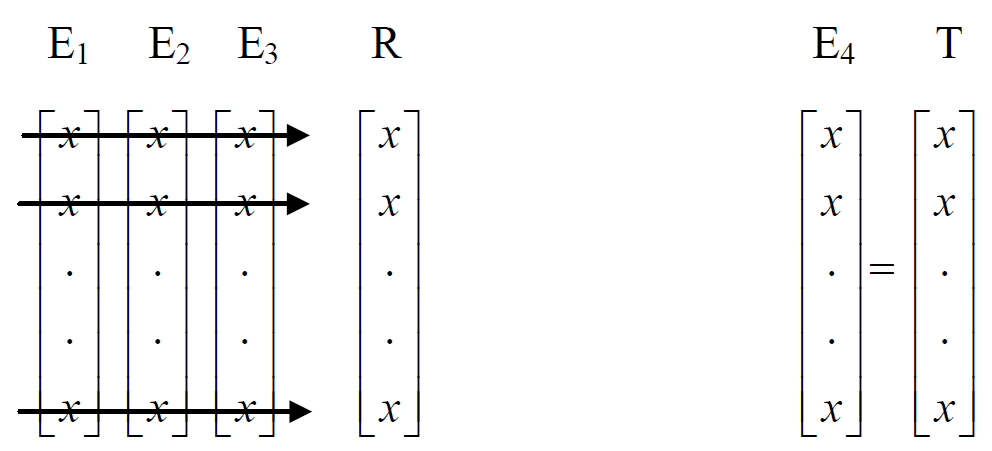 E₁ E₂ E₃ R E₄ T
x x x x x x
x x x x x x
. . . . . = .
. . . . . .
x x x x x x